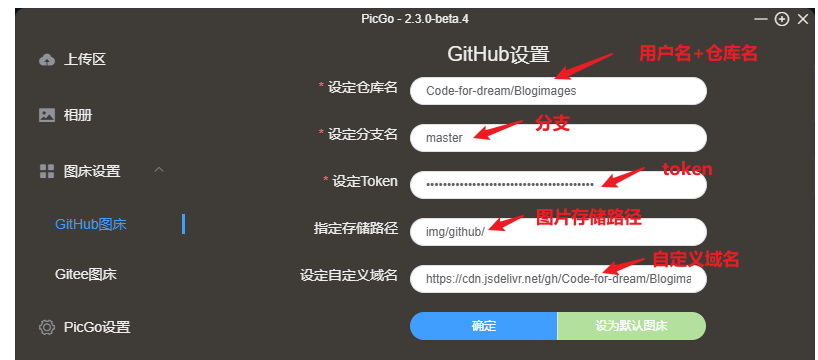 PicGo - 2.3.0-beta.4
上传区
相册
图床设置
GitHub图床
Gitee图床
PicGo设置
GitHub设置
用户名+仓库名
* 设定仓库名
Code-for-dream/Blogimages
分支
* 设定分支名
master
token
* 设定Token
图片存储路径
指定存储路径
img/github/
自定义域名
设定自定义域名
https://cdn.jsdelivr.net/gh/Code-for-dream/Blogima
确定
设为默认图床